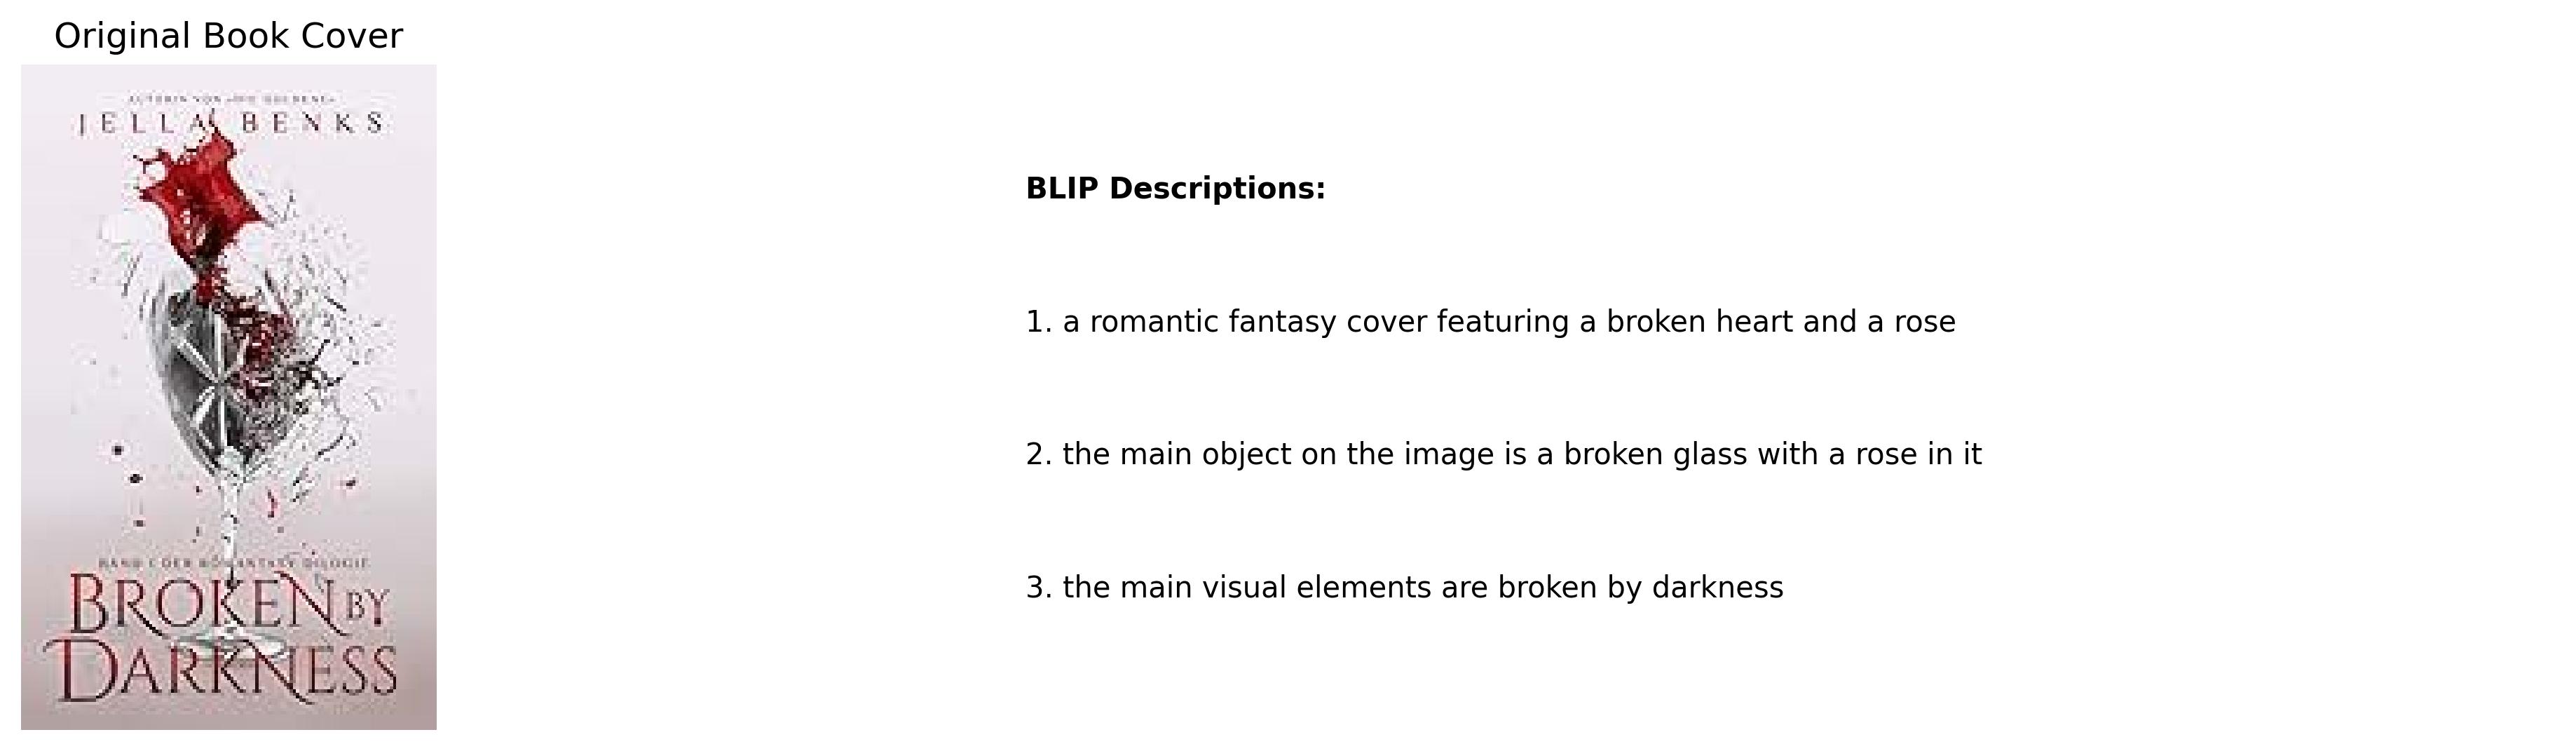 Original Book Cover
AUTORIN VON
JELLA BENKS
BAND 1 DER ROMANTASY DILOGIE
BROKEN BY
DARKNESS
BLIP Descriptions:
1. a romantic fantasy cover featuring a broken heart and a rose
2. the main object on the image is a broken glass with a rose in it
3. the main visual elements are broken by darkness